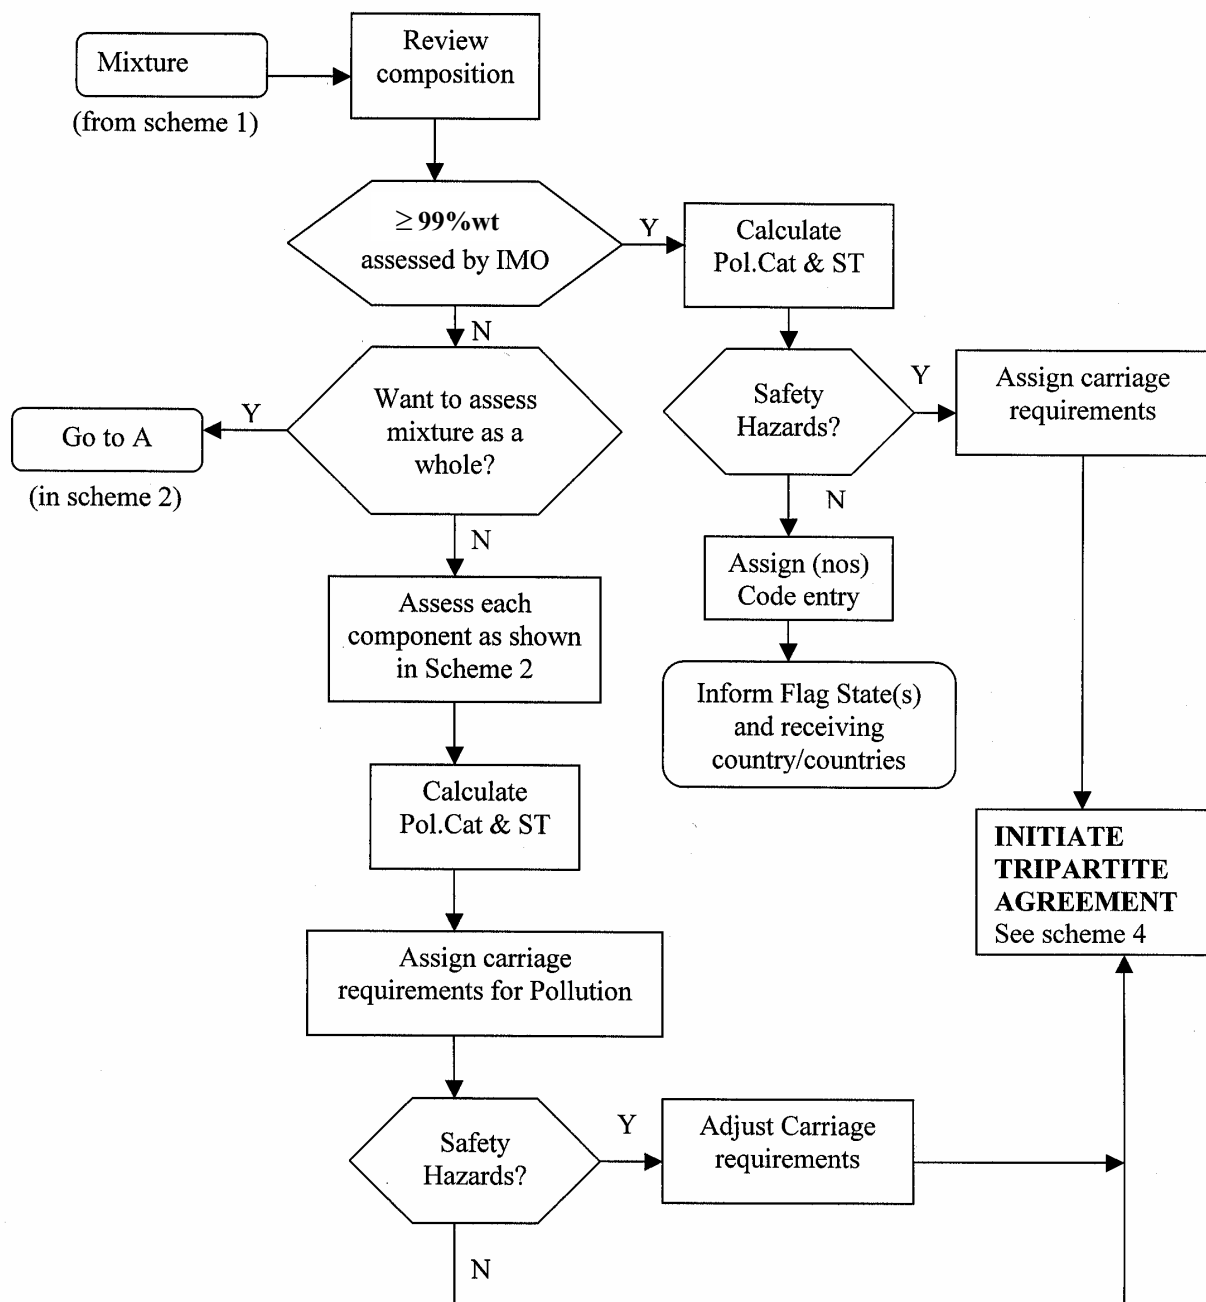 Mixture
(from scheme 1)
Review
composition
≥ 99%wt
assessed by IMO
Y
Calculate
Pol.Cat & ST
N
Want to assess
mixture as a
whole?
Y
Go to A
(in scheme 2)
N
Safety
Hazards?
Y
Assign carriage
requirements
N
Assign (nos)
Code entry
Inform Flag State(s)
and receiving
country/countries
Assess each
component as shown
in Scheme 2
Calculate
Pol.Cat & ST
INITIATE
TRIPARTITE
AGREEMENT
See scheme 4
Assign carriage
requirements for Pollution
Safety
Hazards?
Y
Adjust Carriage
requirements
N